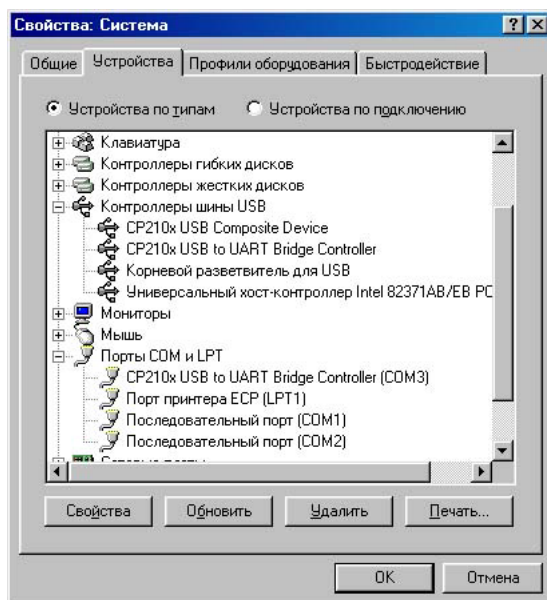 Свойства: Система
Общие Устройства Профили оборудования Быстродействие
Устройства по типам Устройства по подключению
Клавиатура
Контроллеры гибких дисков
Контроллеры жестких дисков
Контроллеры шины USB
CP210x USB Composite Device
CP210x USB to UART Bridge Controller
Корневой разветвитель для USB
Универсальный хост-контроллер Intel 82371AB/EB PC
Мониторы
Мышь
Порты COM и LPT
CP210x USB to UART Bridge Controller (COM3)
Порт принтера ECP (LPT1)
Последовательный порт (COM1)
Последовательный порт (COM2)
Свойства Обновить Удалить Печать...
OK Отмена